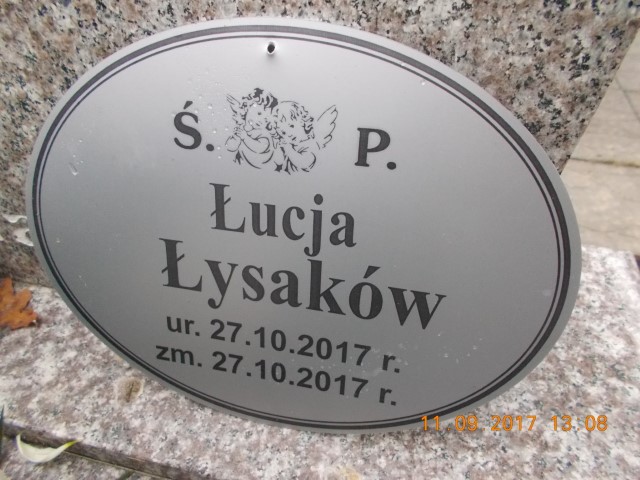 Ś. P.
Łucja
Łysaków
ur. 27.10.2017 r.
zm. 27.10.2017 r.
11.09.2017 13:08